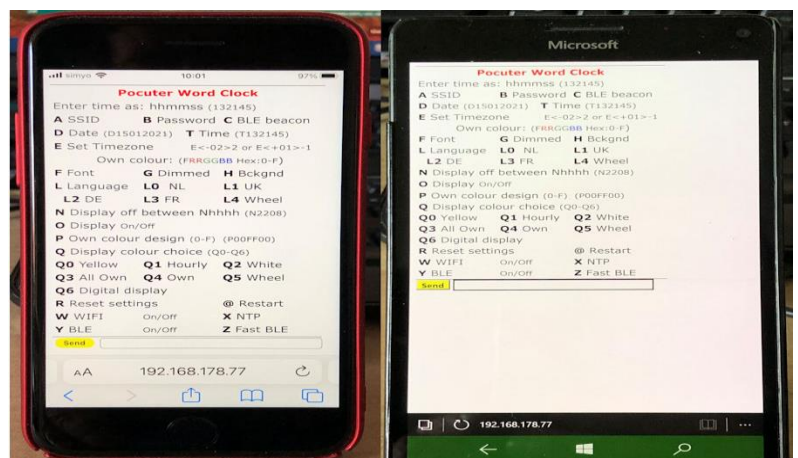 simyo 10:01 97%
Pocuter Word Clock
Enter time as: hhmmss (132145)
A SSID B Password C BLE beacon
D Date (D15012021) T Time (T132145)
E Set Timezone E<-02>2 or E<+01>-1
Own colour: (FRRGGBB Hex:0-F)
F Font G Dimmed H Bckgnd
L Language L0 NL L1 UK
L2 DE L3 FR L4 Wheel
N Display off between Nhhhh (N2208)
O Display On/Off
P Own colour design (0-F) (P00FF00)
Q Display colour choice (Q0-Q6)
Q0 Yellow Q1 Hourly Q2 White
Q3 All Own Q4 Own Q5 Wheel
Q6 Digital display
R Reset settings @ Restart
W WIFI On/Off X NTP
Y BLE On/Off Z Fast BLE
Send
AA 192.168.178.77
Microsoft
Pocuter Word Clock
Enter time as: hhmmss (132145)
A SSID B Password C BLE beacon
D Date (D15012021) T Time (T132145)
E Set Timezone E<-02>2 or E<+01>-1
Own colour: (FRRGGBB Hex:0-F)
F Font G Dimmed H Bckgnd
L Language L0 NL L1 UK
L2 DE L3 FR L4 Wheel
N Display off between Nhhhh (N2208)
O Display On/Off
P Own colour design (0-F) (P00FF00)
Q Display colour choice (Q0-Q6)
Q0 Yellow Q1 Hourly Q2 White
Q3 All Own Q4 Own Q5 Wheel
Q6 Digital display
R Reset settings @ Restart
W WIFI On/Off X NTP
Y BLE On/Off Z Fast BLE
Send
192.168.178.77